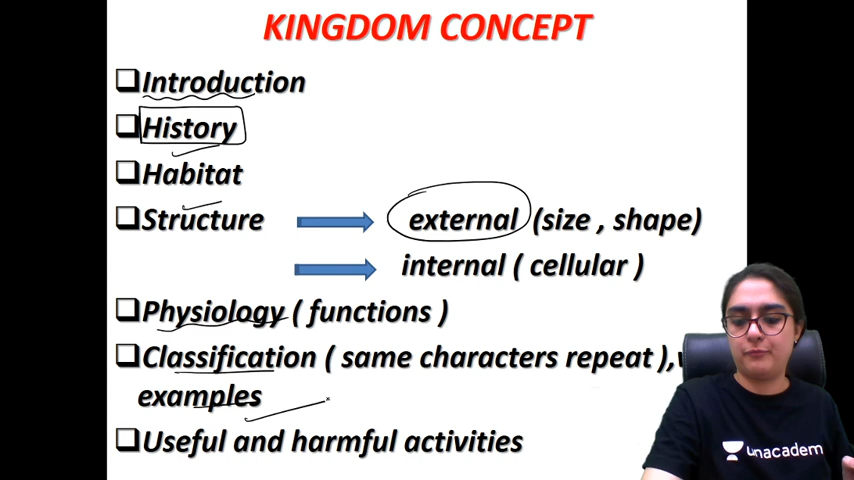 KINGDOM CONCEPT
Introduction
History
Habitat
Structure external (size , shape)
internal ( cellular )
Physiology ( functions )
Classification ( same characters repeat ),
examples
Useful and harmful activities
unacadem